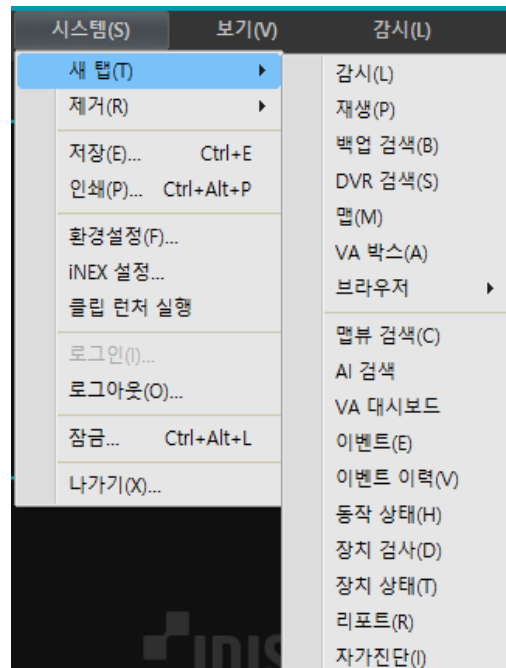 시스템(S) 보기(V) 감시(L)
새 탭(T)
제거(R)
저장(E)... Ctrl+E
인쇄(P)... Ctrl+Alt+P
환경설정(F)...
iNEX 설정...
클립 런처 실행
로그인(I)...
로그아웃(O)...
잠금... Ctrl+Alt+L
나가기(X)...
감시(L)
재생(P)
백업 검색(B)
DVR 검색(S)
맵(M)
VA 박스(A)
브라우저
맵뷰 검색(C)
AI 검색
VA 대시보드
이벤트(E)
이벤트 이력(V)
동작 상태(H)
장치 검사(D)
장치 상태(T)
리포트(R)
자가진단(I)